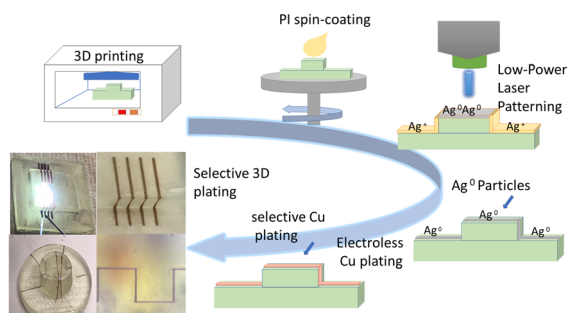 3D printing
PI spin-coating
Low-Power
Laser
Patterning
Ag⁰Ag⁰
Ag⁺
Ag⁺
Selective 3D
plating
Ag⁰ Particles
Ag⁰
Ag⁰
Ag⁰
selective Cu
plating
Electroless
Cu plating